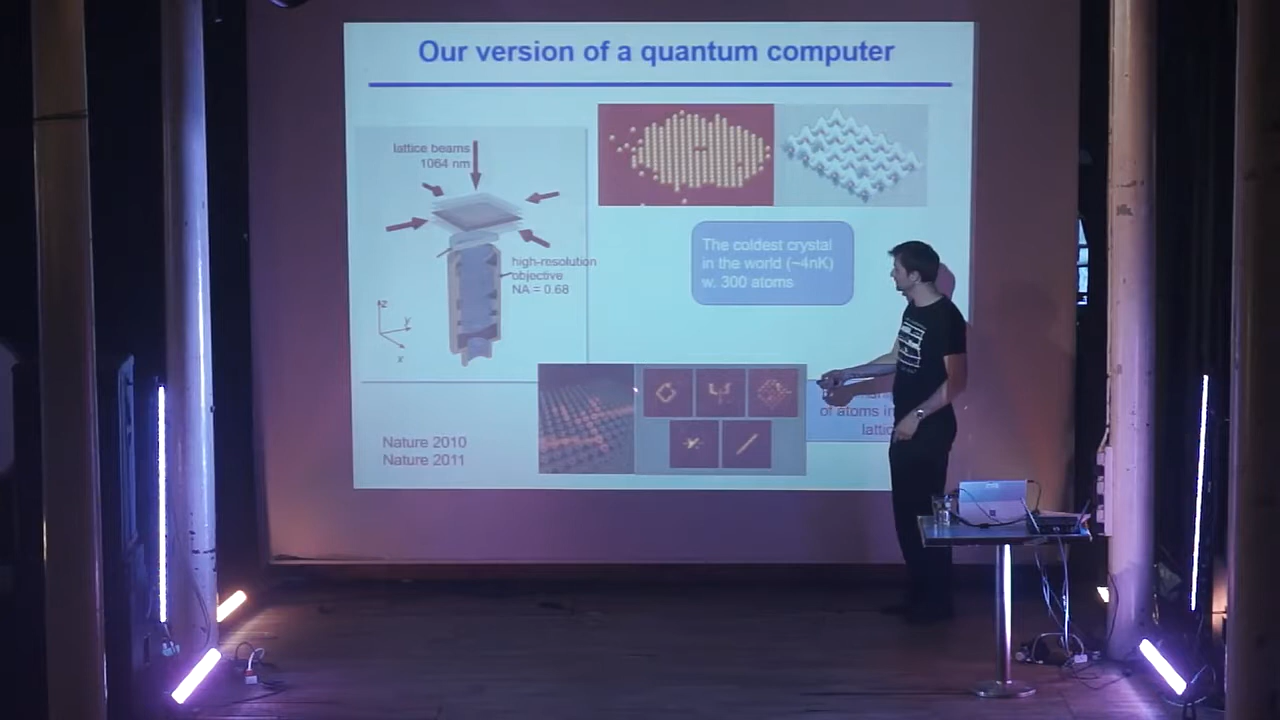 Our version of a quantum computer
lattice beams
1064 nm
high-resolution
objective
NA = 0.68
z
y
x
The coldest crystal
in the world (~4nK)
w. 300 atoms
of atoms in
Nature 2010
Nature 2011